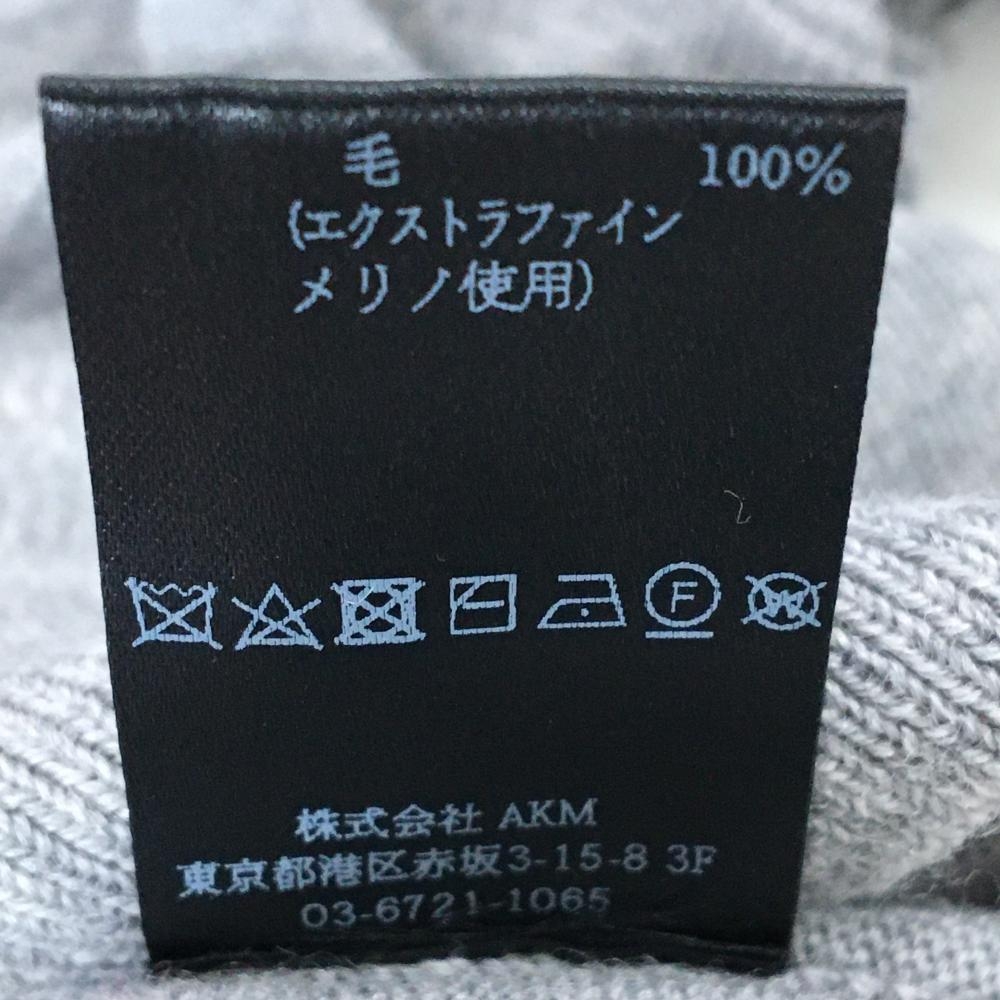 毛 100%
(エクストラファイン
メリノ使用)
F
W
株式会社 AKM
東京都港区赤坂3-15-8 3F
03-6721-1065